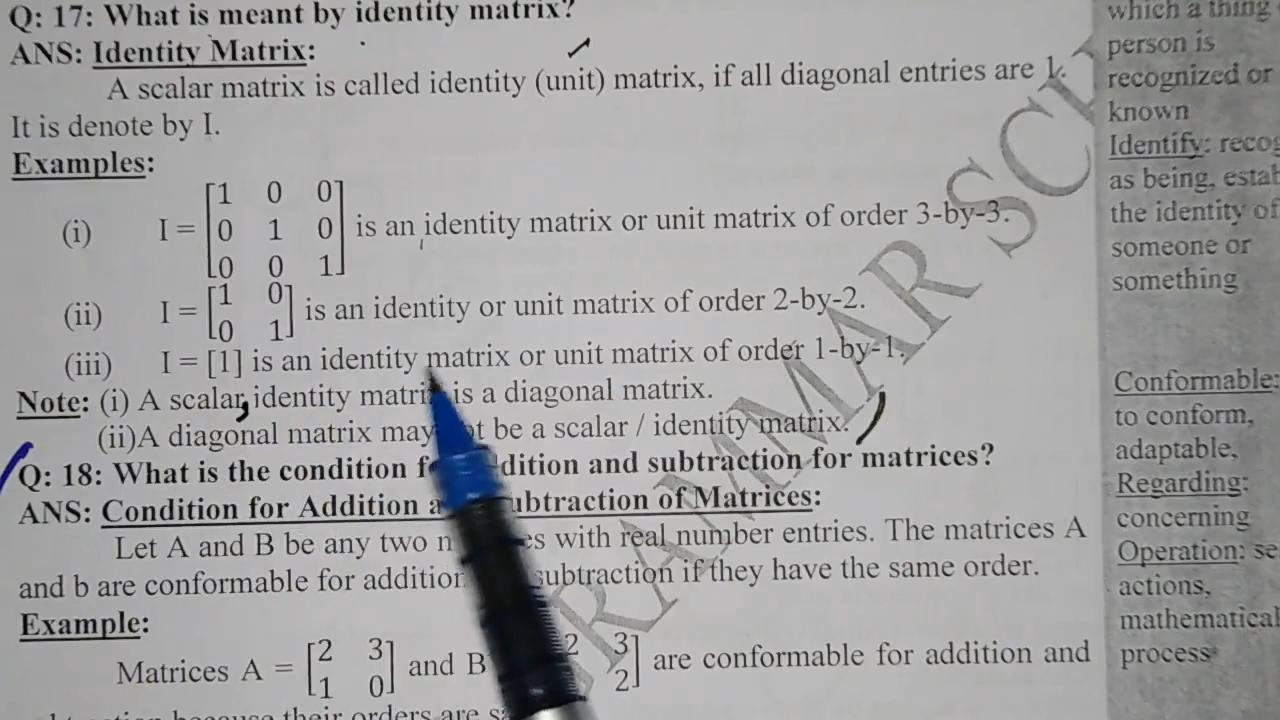 Q: 17: What is meant by identity matrix?
ANS: Identity Matrix:
A scalar matrix is called identity (unit) matrix, if all diagonal entries are 1.
It is denote by I.
Examples:
(i) I = [1 0 0
0 1 0
0 0 1] is an identity matrix or unit matrix of order 3-by-3.
(ii) I = [1 0
0 1] is an identity or unit matrix of order 2-by-2.
(iii) I = [1] is an identity matrix or unit matrix of order 1-by-1.
Note: (i) A scalar, identity matrix is a diagonal matrix.
(ii)A diagonal matrix may be a scalar / identity matrix.
Q: 18: What is the condition and subtraction for matrices?
ANS: Condition for Addition of Matrices:
Let A and B be any two with real number entries. The matrices A
and b are conformable for addition subtraction if they have the same order.
Example:
Matrices A = [2 3
1 0] and B 2 3
2] are conformable for addition and
because their orders are
which a thing
person is
recognized or
known
Identify:
as being,
the identity of
someone or
something
Conformable:
to conform,
adaptable,
Regarding:
concerning
Operation:
actions,
mathematical
process
GRAMMAR